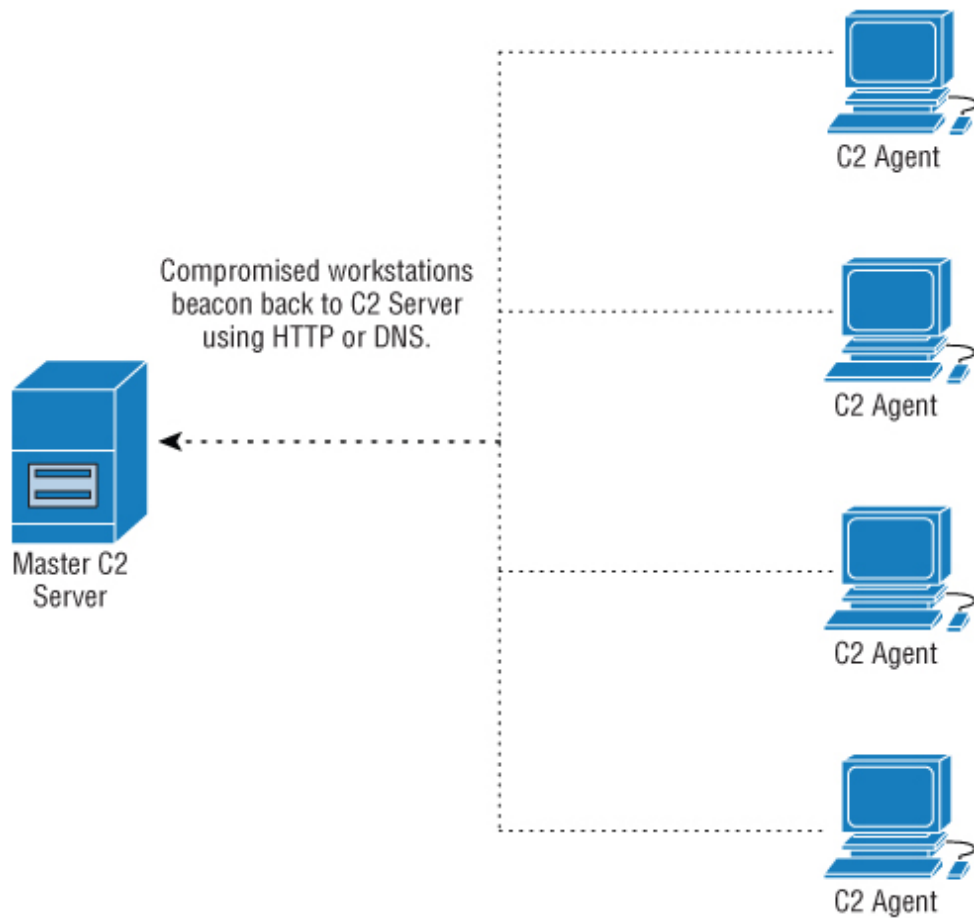 C2 Agent
Compromised workstations
beacon back to C2 Server
using HTTP or DNS.
C2 Agent
Master C2
Server
C2 Agent
C2 Agent